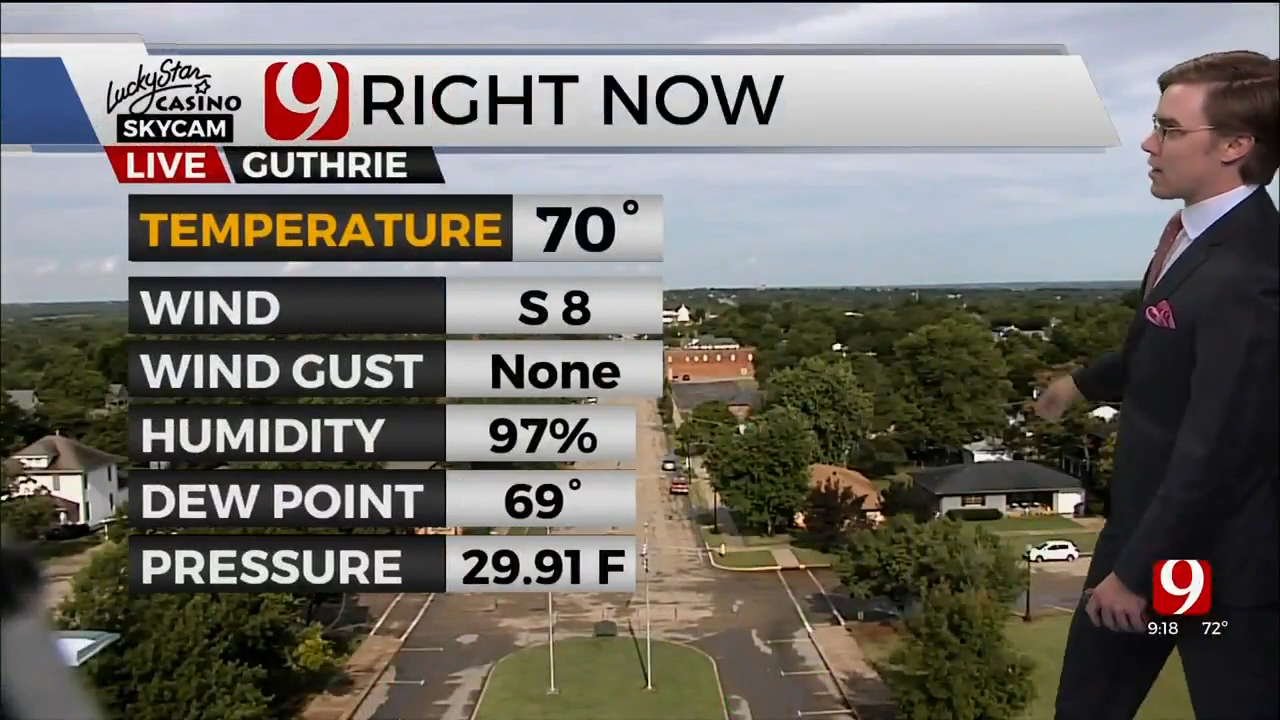 Lucky Star
CASINO
SKYCAM
9 RIGHT NOW
LIVE GUTHRIE
TEMPERATURE 70°
WIND S 8
WIND GUST None
HUMIDITY 97%
DEW POINT 69°
PRESSURE 29.91 F
9
9:18 72°